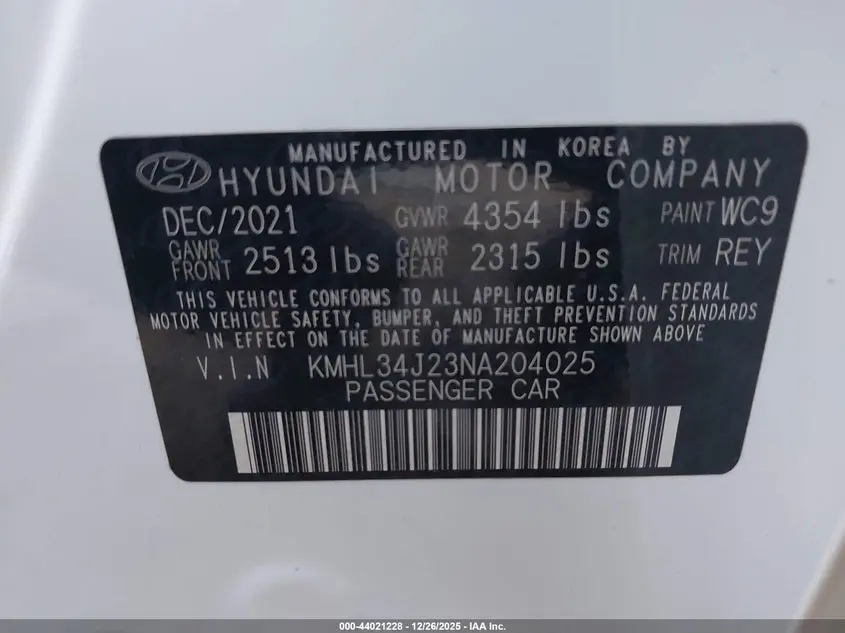 MANUFACTURED IN KOREA BY
HYUNDAI MOTOR COMPANY
DEC/2021 GVWR 4354 lbs PAINT WC9
GAWR FRONT 2513 lbs GAWR REAR 2315 lbs TRIM REY
THIS VEHICLE CONFORMS TO ALL APPLICABLE U.S.A. FEDERAL
MOTOR VEHICLE SAFETY, BUMPER, AND THEFT PREVENTION STANDARDS
IN EFFECT ON THE DATE OF MANUFACTURE SHOWN ABOVE
V.I.N KMHL34J23NA204025
PASSENGER CAR
000-44021228 - 12/26/2025 - IAA Inc.